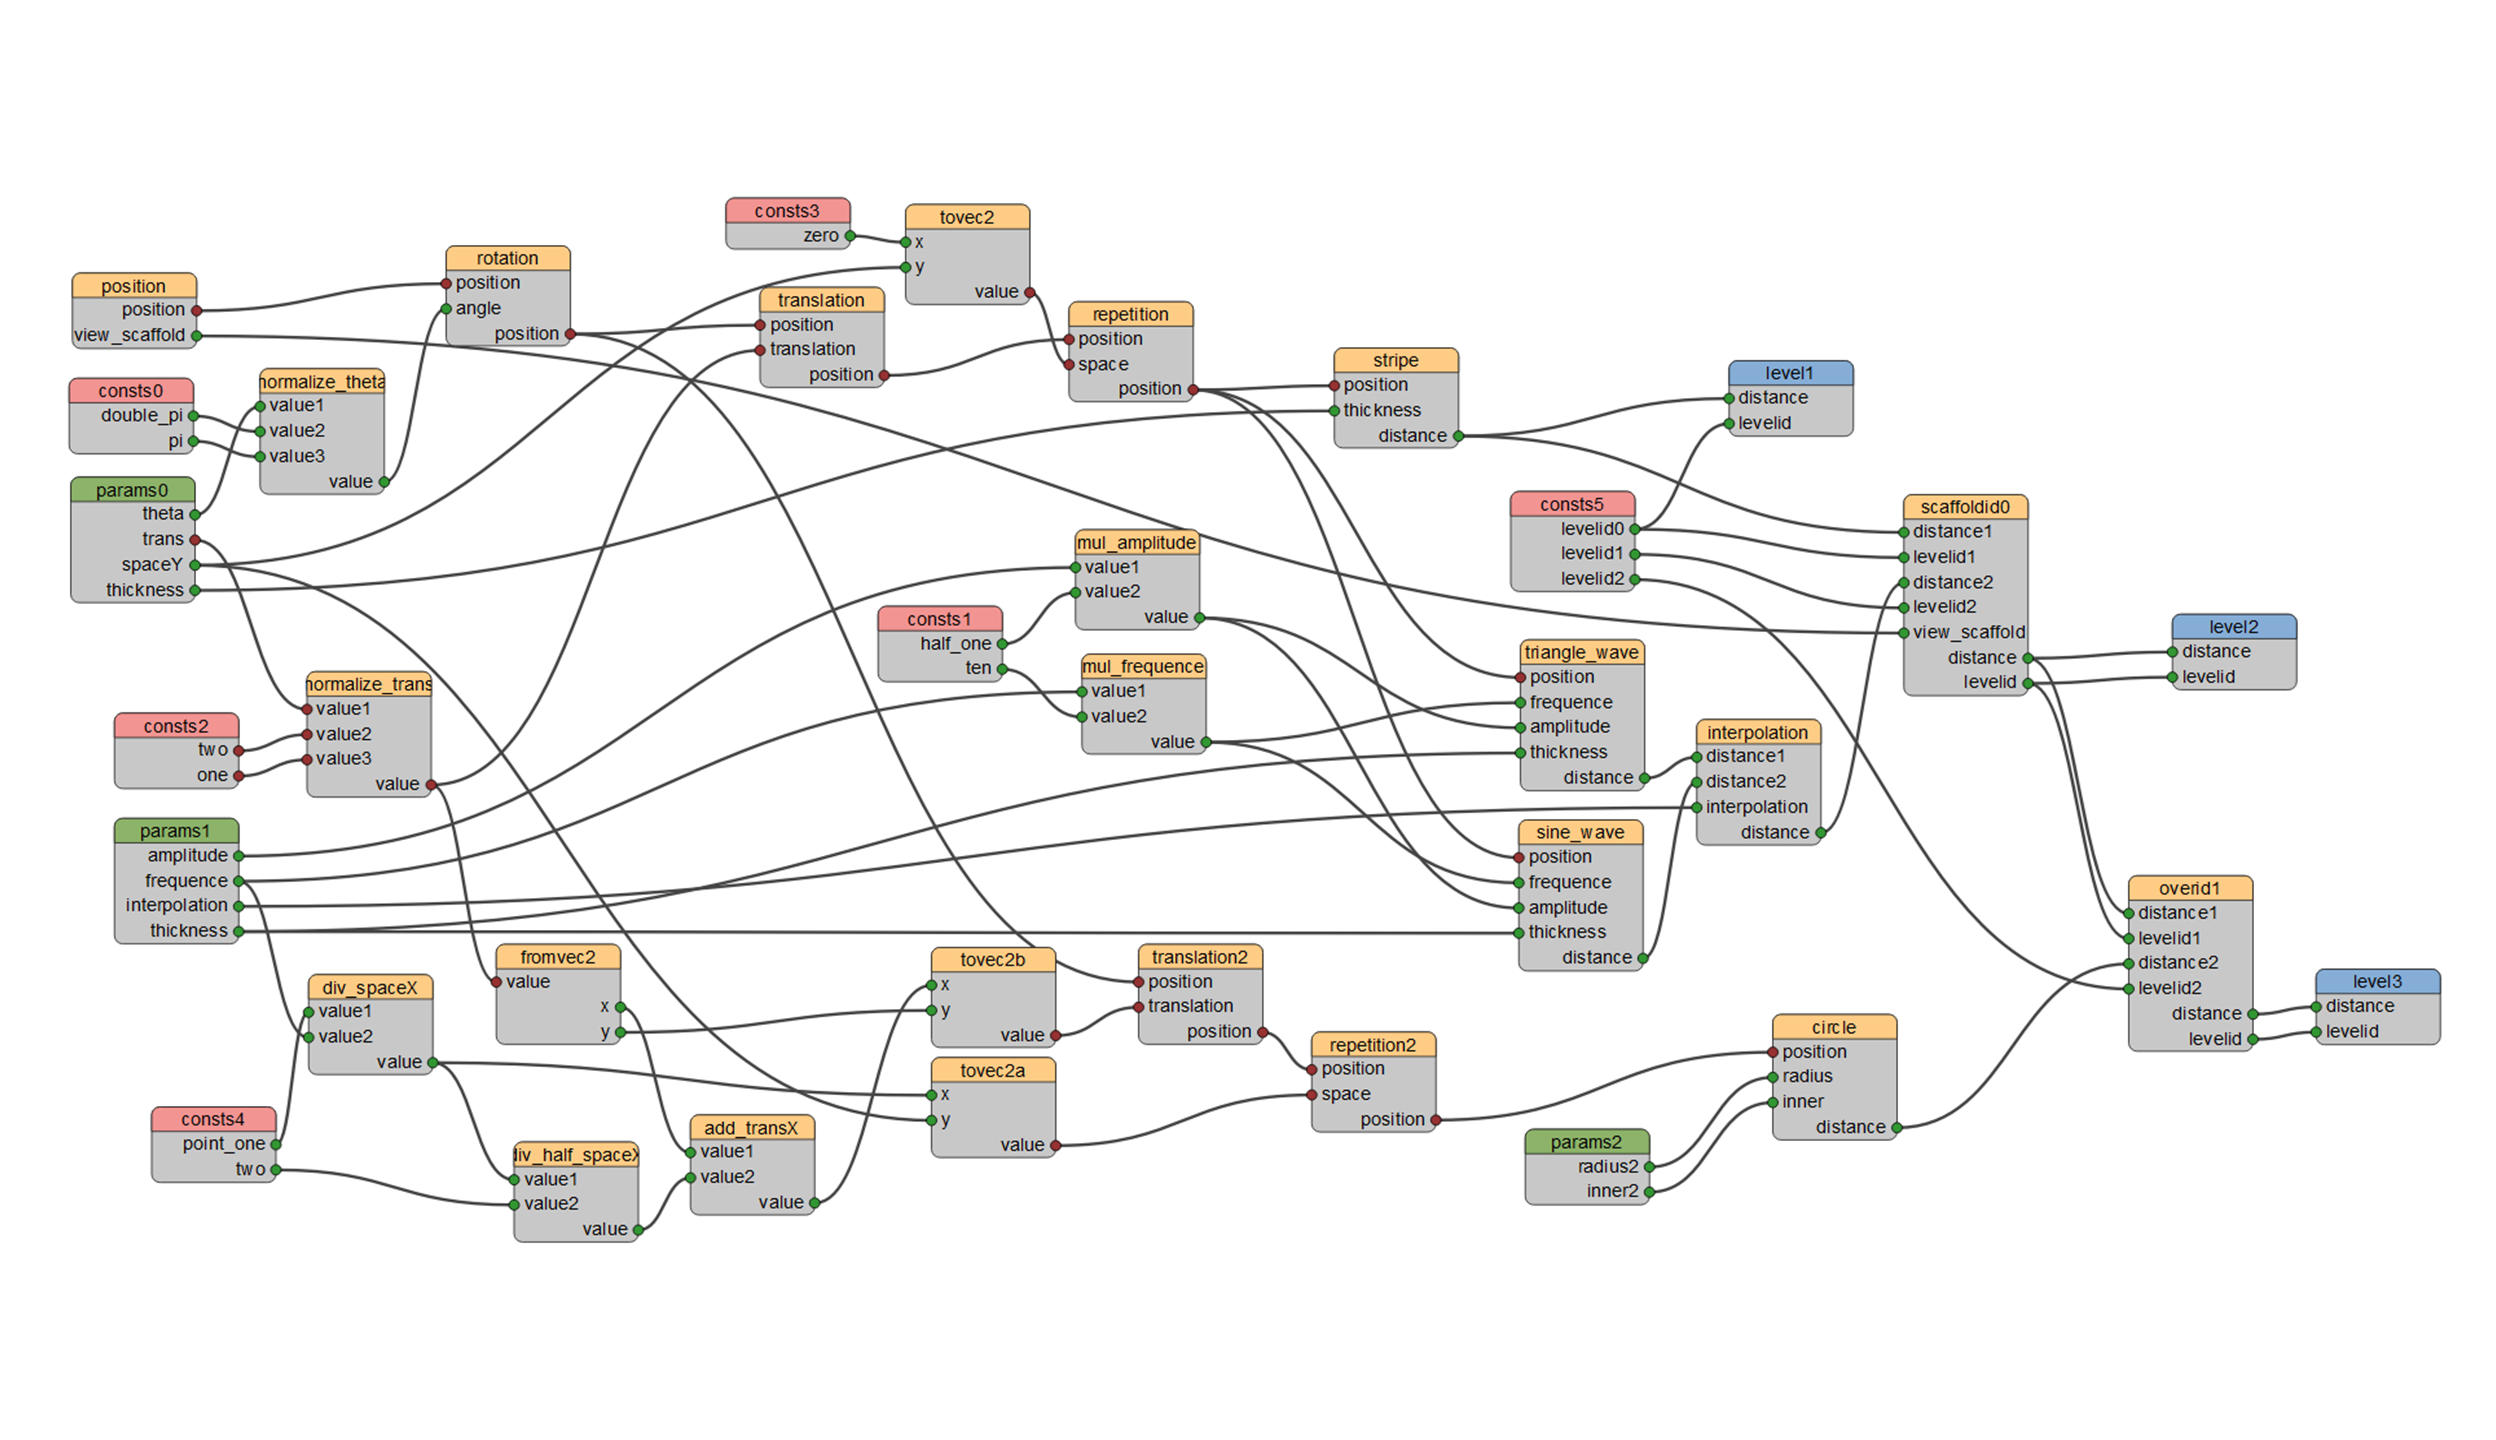 position
position
view_scaffold
consts0
double_pi
pi
params0
theta
trans
spaceY
thickness
normalize_theta
value1
value2
value3
value
rotation
position
angle
position
consts3
zero
tovec2
x
y
value
translation
position
translation
position
repetition
position
space
position
stripe
position
thickness
distance
level1
distance
levelid
consts5
levelid0
levelid1
levelid2
scaffoldid0
distance1
levelid1
distance2
levelid2
view_scaffold
distance
levelid
level2
distance
levelid
mul_amplitude
value1
value2
value
consts1
half_one
ten
mul_frequence
value1
value2
value
triangle_wave
position
frequence
amplitude
thickness
distance
interpolation
distance1
distance2
interpolation
distance
sine_wave
position
frequence
amplitude
thickness
distance
normalize_trans
value1
value2
value3
value
consts2
two
one
params1
amplitude
frequence
interpolation
thickness
fromvec2
value
x
y
div_spaceX
value1
value2
value
consts4
point_one
two
div_half_spaceX
value1
value2
value
add_transX
value1
value2
value
tovec2b
x
y
value
tovec2a
x
y
value
translation2
position
translation
position
repetition2
position
space
position
params2
radius2
inner2
circle
position
radius
inner
distance
overid1
distance1
levelid1
distance2
levelid2
distance
levelid
level3
distance
levelid